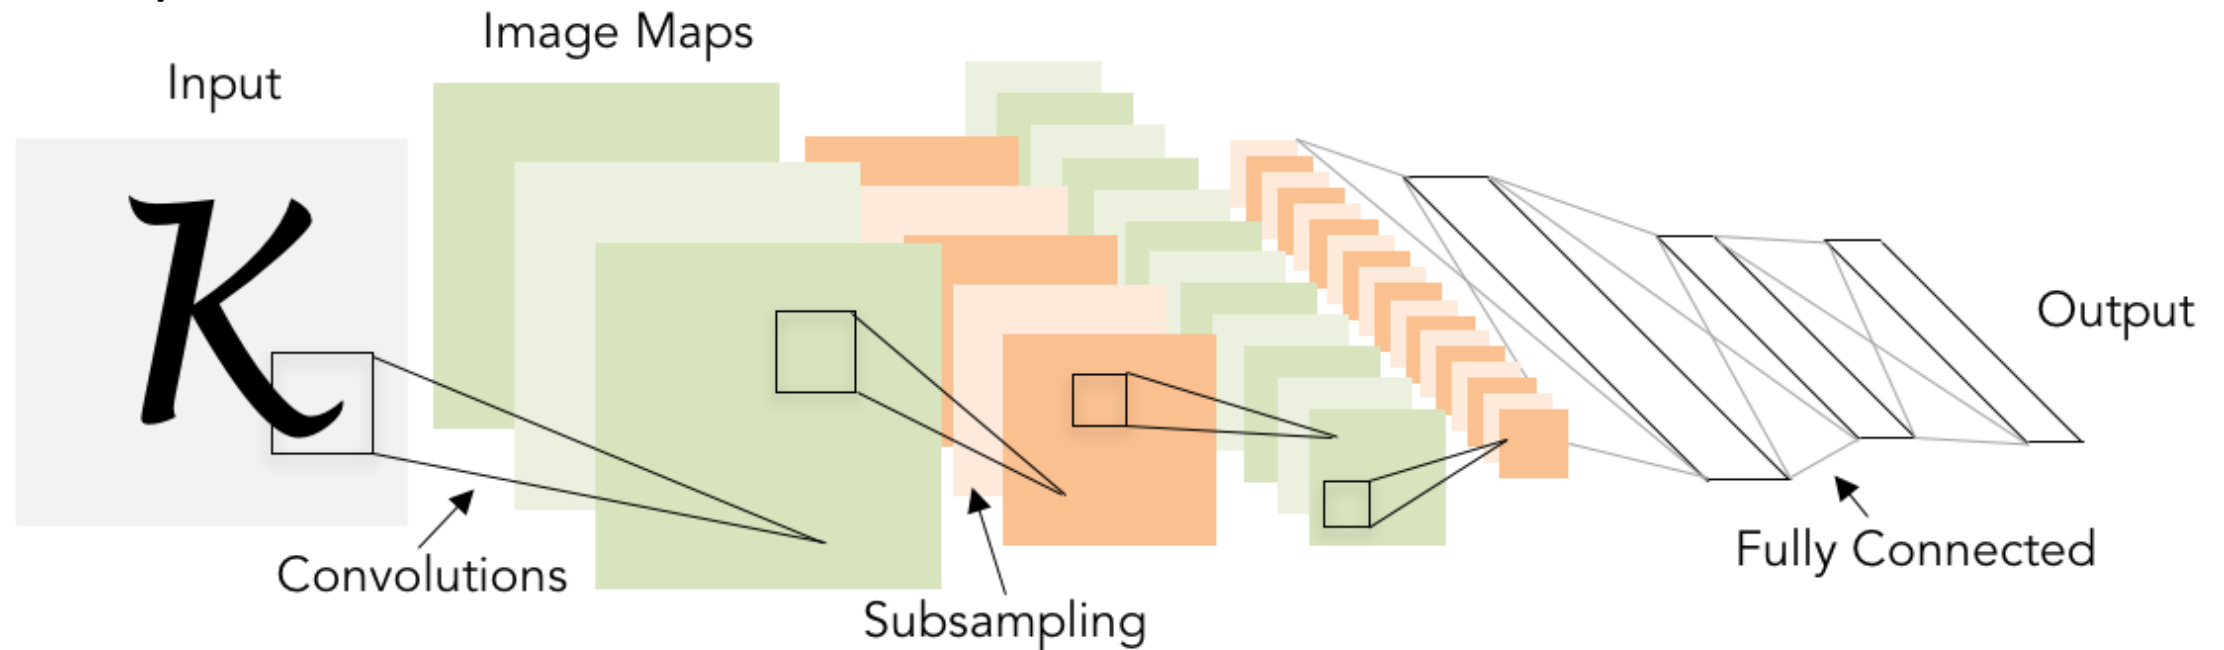 Input
Image Maps
K
Convolutions
Subsampling
Fully Connected
Output